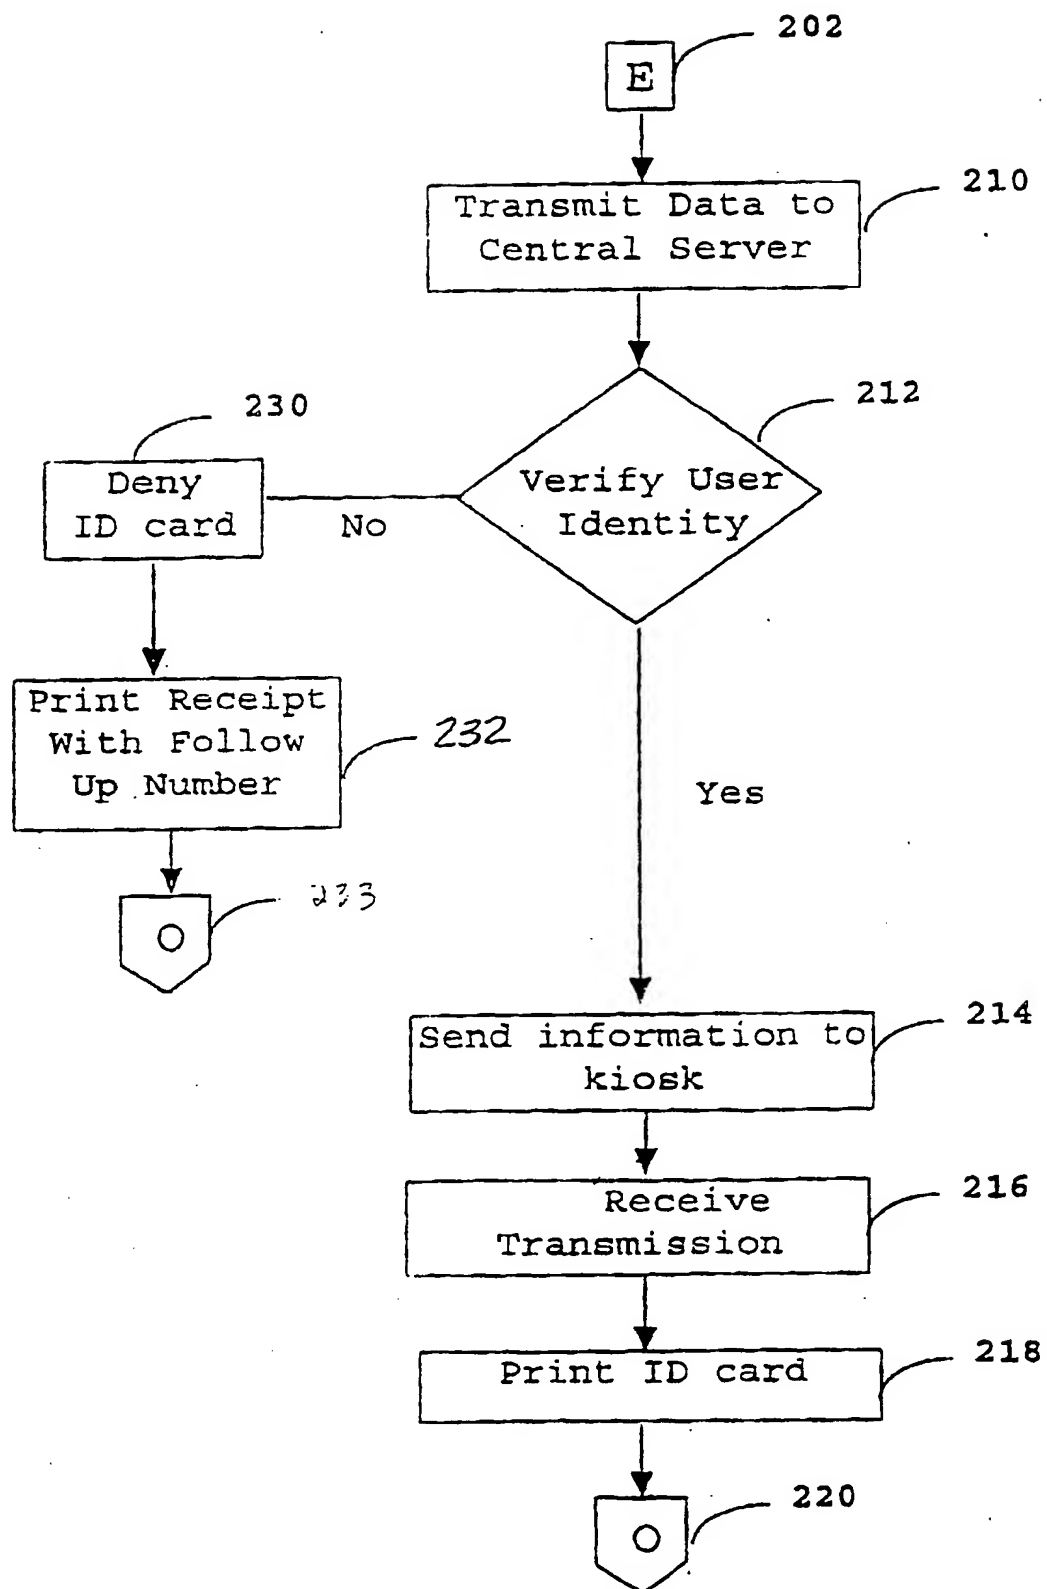 202
E
210
Transmit Data to
Central Server
212
Verify User
Identity
230
Deny
ID card
No
Print Receipt
With Follow
Up Number
232
Yes
233
O
214
Send information to
kiosk
216
Receive
Transmission
218
Print ID card
220
O